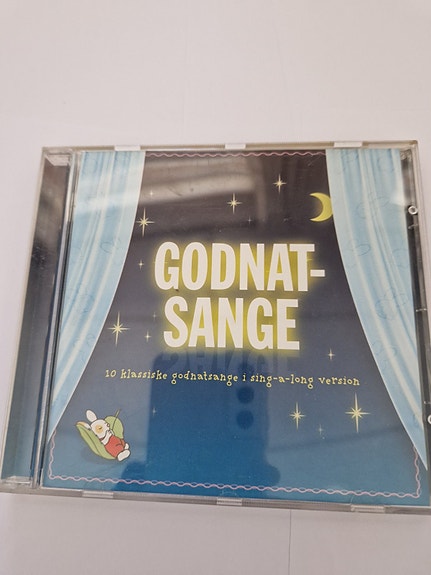 GODNAT-
SANGE
10 klassiske godnatsange i sing-a-long version